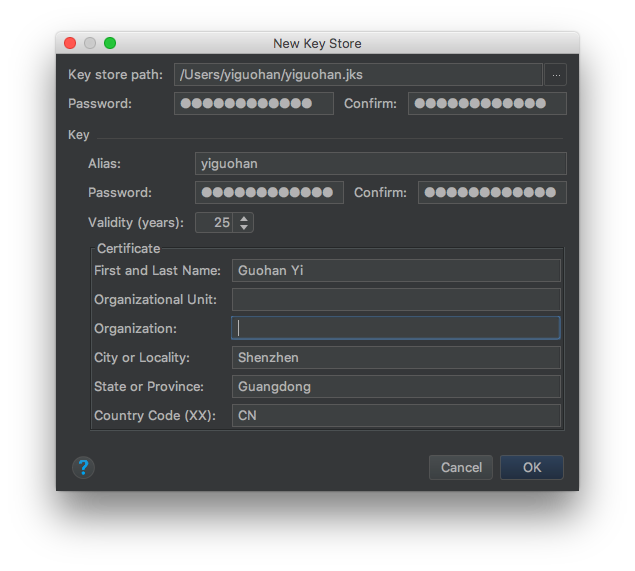 New Key Store
Key store path: /Users/yiguohan/yiguohan.jks ...
Password: ●●●●●●●●●●●● Confirm: ●●●●●●●●●●●●
Key
Alias: yiguohan
Password: ●●●●●●●●●●●● Confirm: ●●●●●●●●●●●●
Validity (years): 25
Certificate
First and Last Name: Guohan Yi
Organizational Unit:
Organization:
City or Locality: Shenzhen
State or Province: Guangdong
Country Code (XX): CN
? Cancel OK